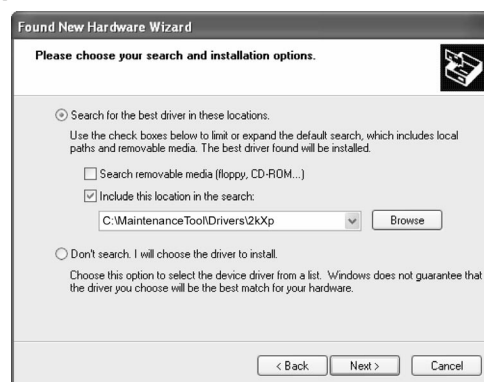 Found New Hardware Wizard
Please choose your search and installation options.
Search for the best driver in these locations.
Use the check boxes below to limit or expand the default search, which includes local
paths and removable media. The best driver found will be installed.
Search removable media (floppy, CD-ROM...)
Include this location in the search:
C:\MaintenanceTool\Drivers\2kXp
Browse
Don't search. I will choose the driver to install.
Choose this option to select the device driver from a list. Windows does not guarantee that
the driver you choose will be the best match for your hardware.
< Back
Next >
Cancel